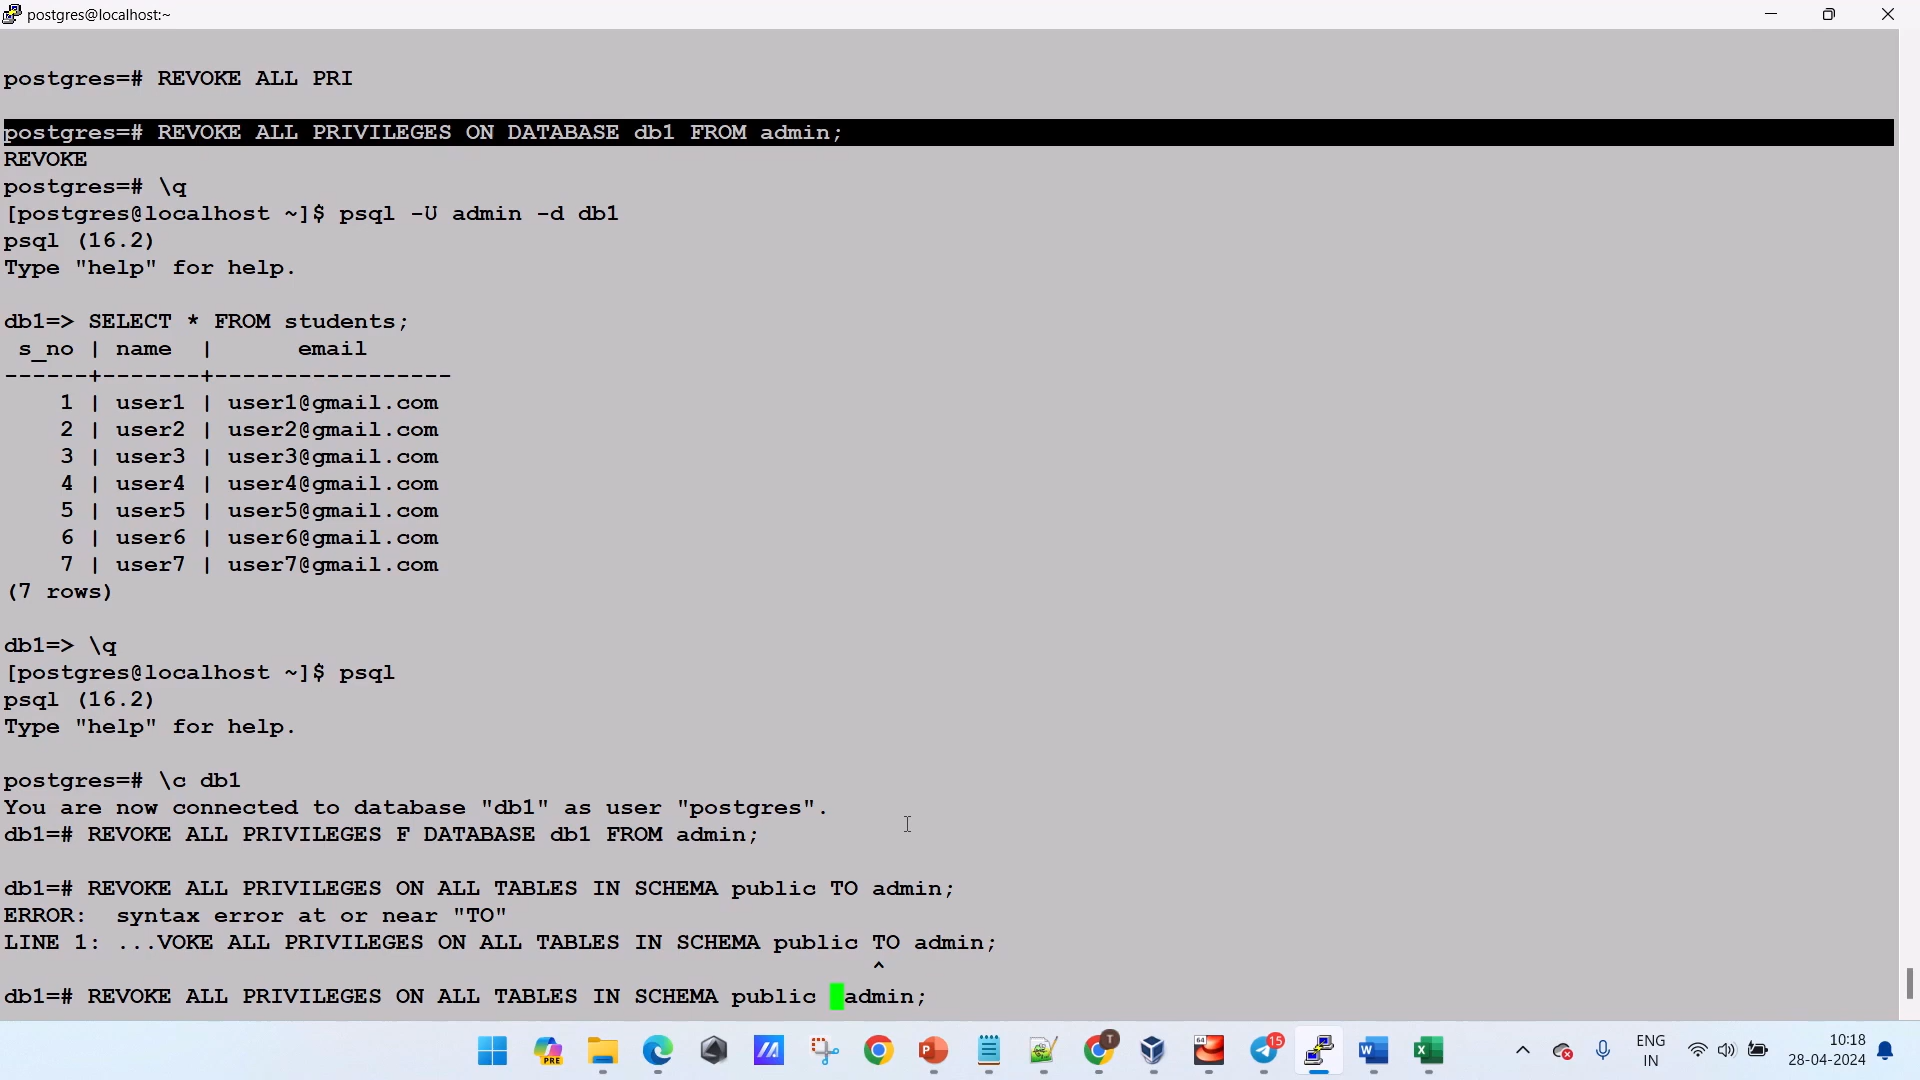 postgres@localhost:~
postgres=# REVOKE ALL PRI
postgres=# REVOKE ALL PRIVILEGES ON DATABASE db1 FROM admin;
REVOKE
postgres=# \q
[postgres@localhost ~]$ psql -U admin -d db1
psql (16.2)
Type "help" for help.
db1=> SELECT * FROM students;
 s_no | name  |      email
------+-------+-----------------
    1 | user1 | user1@gmail.com
    2 | user2 | user2@gmail.com
    3 | user3 | user3@gmail.com
    4 | user4 | user4@gmail.com
    5 | user5 | user5@gmail.com
    6 | user6 | user6@gmail.com
    7 | user7 | user7@gmail.com
(7 rows)
db1=> \q
[postgres@localhost ~]$ psql
psql (16.2)
Type "help" for help.
postgres=# \c db1
You are now connected to database "db1" as user "postgres".
db1=# REVOKE ALL PRIVILEGES F DATABASE db1 FROM admin;
db1=# REVOKE ALL PRIVILEGES ON ALL TABLES IN SCHEMA public TO admin;
ERROR:  syntax error at or near "TO"
LINE 1: ...VOKE ALL PRIVILEGES ON ALL TABLES IN SCHEMA public TO admin;
^
db1=# REVOKE ALL PRIVILEGES ON ALL TABLES IN SCHEMA public admin;
PRE
P
64
T
15
W
X
ENG
IN
10:18
28-04-2024